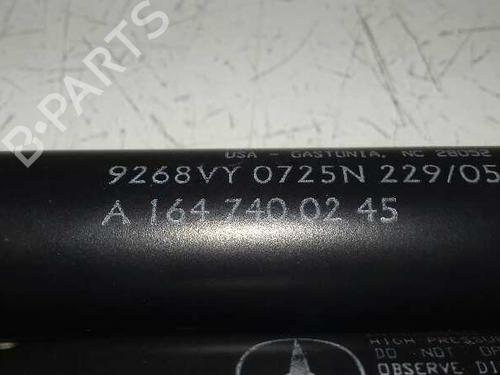 USA - GASTONIA, NC 28052
9268VY 0725N 229/05
A 164 740 02 45
HIGH PRESSU
DO NOT OP
OBSERVE DI
B-PARTS